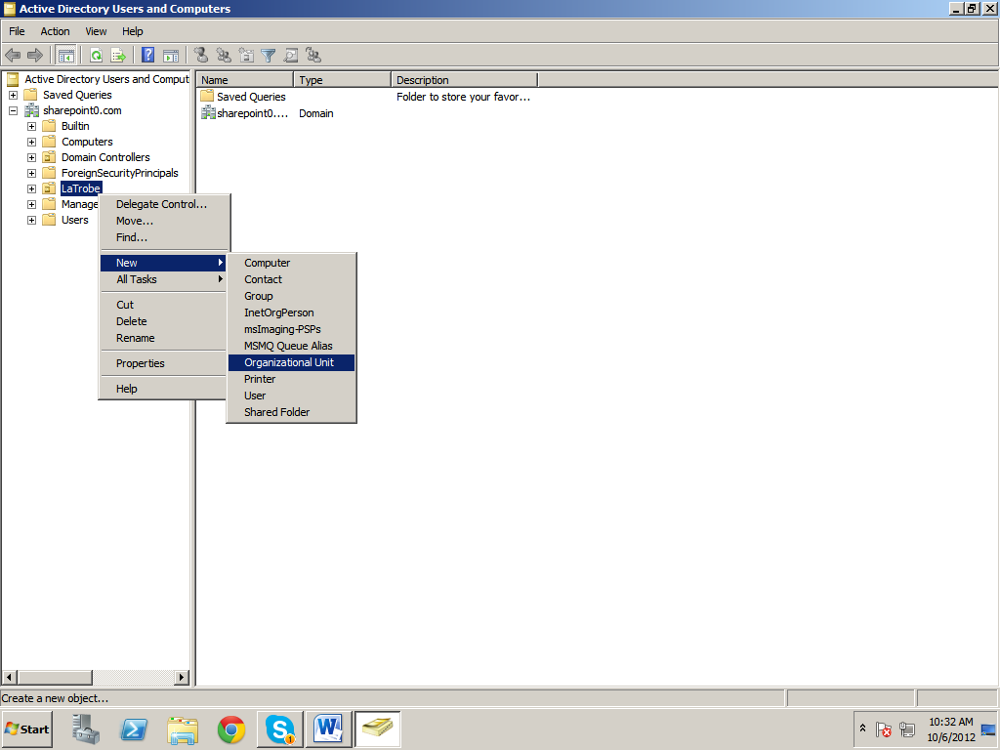 Active Directory Users and Computers
File Action View Help
Active Directory Users and Comput
Saved Queries
sharepoint0.com
Builtin
Computers
Domain Controllers
ForeignSecurityPrincipals
LaTrobe
Manage
Users
Name Type Description
Saved Queries Folder to store your favor...
sharepoint0.... Domain
Delegate Control...
Move...
Find...
New
All Tasks
Cut
Delete
Rename
Properties
Help
Computer
Contact
Group
InetOrgPerson
msImaging-PSPs
MSMQ Queue Alias
Organizational Unit
Printer
User
Shared Folder
Create a new object...
Start
1
10:32 AM
10/6/2012